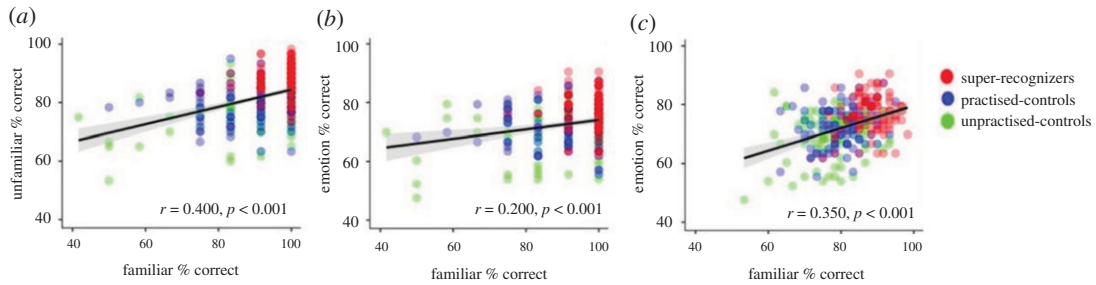 (a)
100
80
60
40
unfamiliar % correct
r = 0.400, p < 0.001
40
60
80
100
familiar % correct
(b)
100
80
60
40
emotion % correct
r = 0.200, p < 0.001
40
60
80
100
familiar % correct
(c)
100
80
60
40
emotion % correct
r = 0.350, p < 0.001
40
60
80
100
familiar % correct
super-recognizers
practised-controls
unpractised-controls